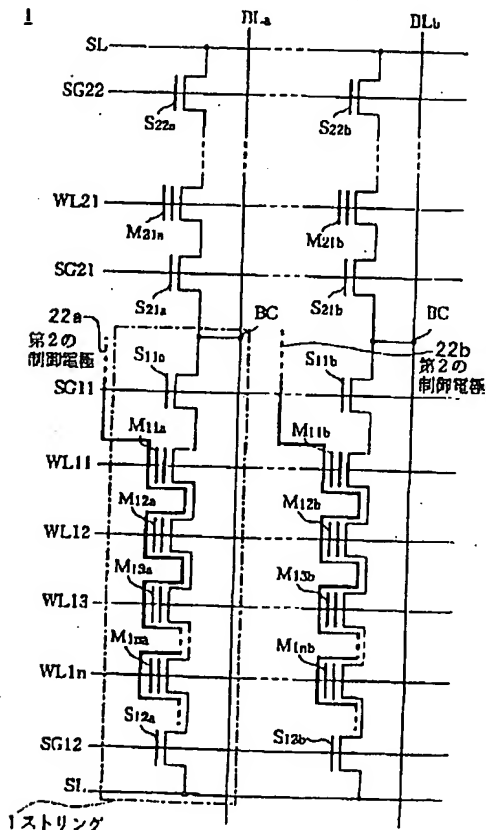 1
BLa
BLb
SL
SG22
S22a
S22b
WL21
M21a
M21b
SG21
S21a
S21b
22a
第2の
制御電極
BC
BC
22b
第2の
制御電極
S11a
S11b
SG11
M11a
M11b
WL11
M12a
M12b
WL12
M13a
M13b
WL13
M1na
M1nb
WL1n
S12a
S12b
SG12
SL
1ストリング